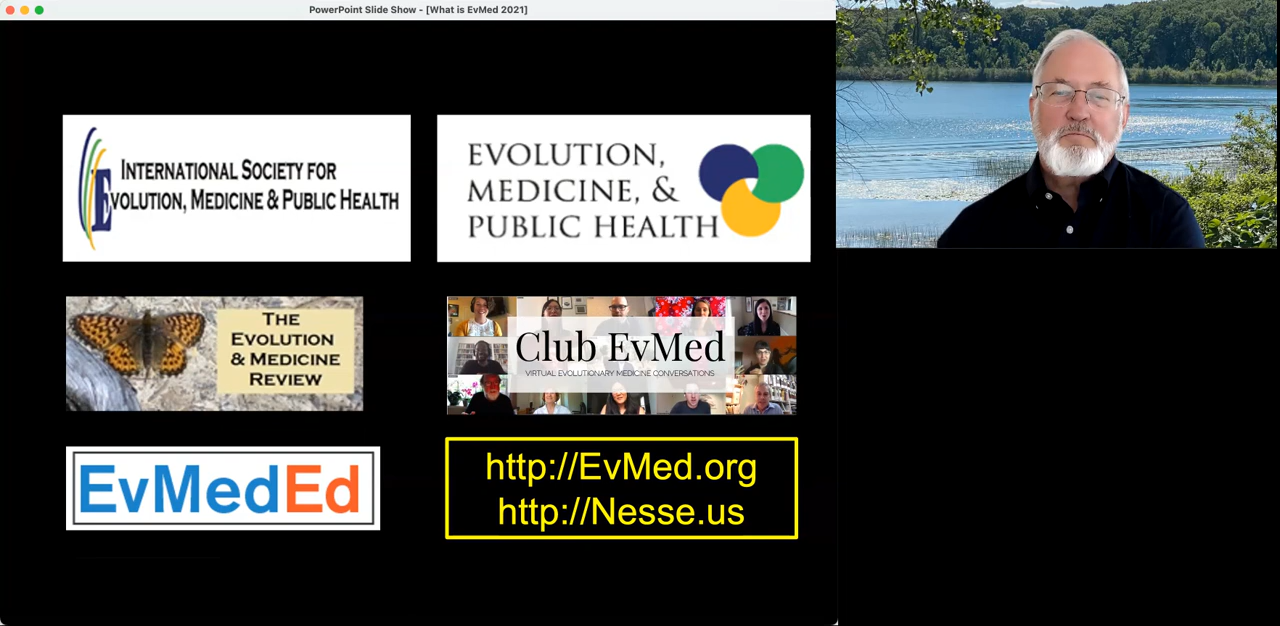 PowerPoint Slide Show - [What is EvMed 2021]
INTERNATIONAL SOCIETY FOR
EVOLUTION, MEDICINE & PUBLIC HEALTH
EVOLUTION,
MEDICINE, &
PUBLIC HEALTH
THE
EVOLUTION
& MEDICINE
REVIEW
Club EvMed
VIRTUAL EVOLUTIONARY MEDICINE CONVERSATIONS
EvMedEd
http://EvMed.org
http://Nesse.us